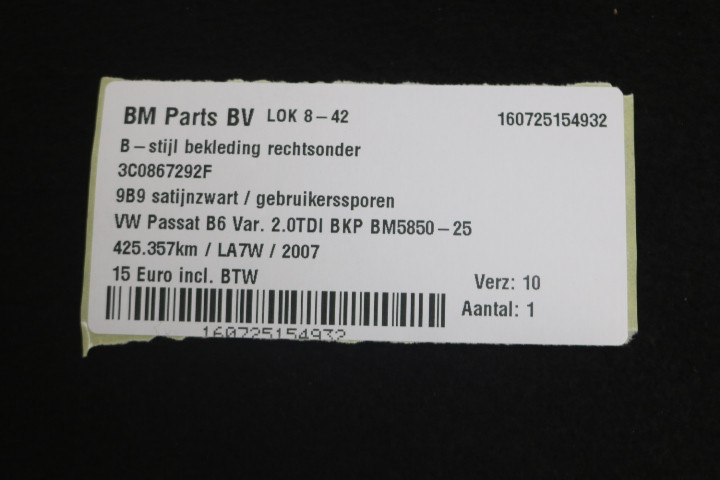 BM Parts BV LOK 8-42 160725154932
B-stijl bekleding rechtsonder
3C0867292F
9B9 satijnzwart / gebruikerssporen
VW Passat B6 Var. 2.0TDI BKP BM5850-25
425.357km / LA7W / 2007
15 Euro incl. BTW
Verz: 10
Aantal: 1
160725154932